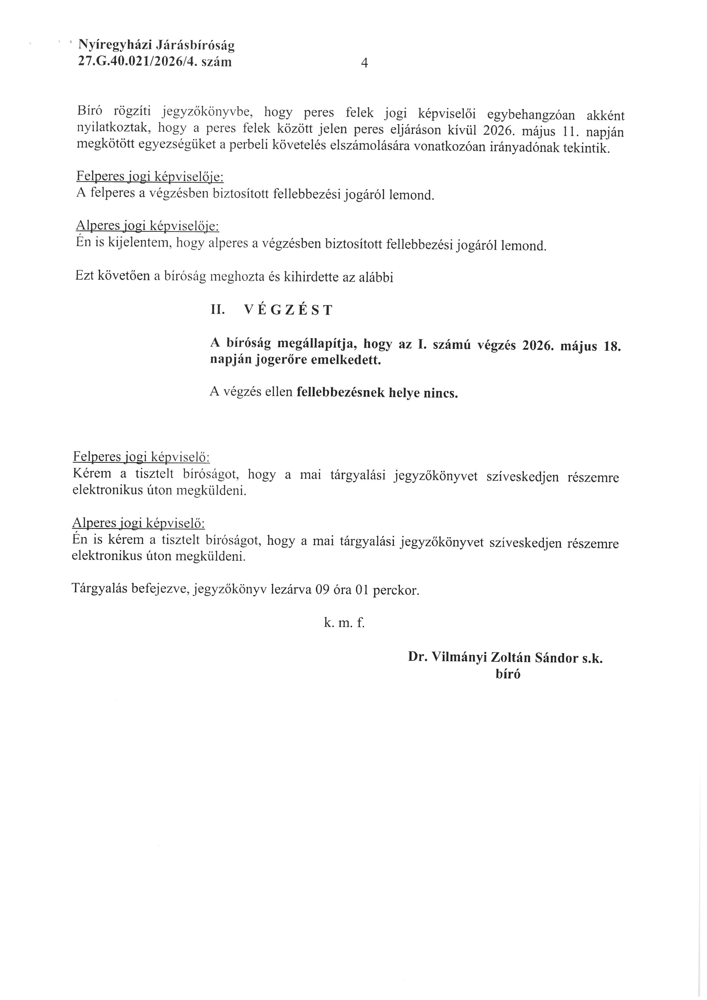 Nyíregyházi Járásbíróság
27.G.40.021/2026/4. szám
4
Bíró rögzíti jegyzőkönyvbe, hogy peres felek jogi képviselői egybehangzóan akként
nyilatkoztak, hogy a peres felek között jelen peres eljáráson kívül 2026. május 11. napján
megkötött egyezségüket a perbeli követelés elszámolására vonatkozóan irányadónak tekintik.
Felperes jogi képviselője:
A felperes a végzésben biztosított fellebbezési jogáról lemond.
Alperes jogi képviselője:
Én is kijelentem, hogy alperes a végzésben biztosított fellebbezési jogáról lemond.
Ezt követően a bíróság meghozta és kihirdette az alábbi
II. V É G Z É S T
A bíróság megállapítja, hogy az I. számú végzés 2026. május 18.
napján jogerőre emelkedett.
A végzés ellen fellebbezésnek helye nincs.
Felperes jogi képviselő:
Kérem a tisztelt bíróságot, hogy a mai tárgyalási jegyzőkönyvet szíveskedjen részemre
elektronikus úton megküldeni.
Alperes jogi képviselő:
Én is kérem a tisztelt bíróságot, hogy a mai tárgyalási jegyzőkönyvet szíveskedjen részemre
elektronikus úton megküldeni.
Tárgyalás befejezve, jegyzőkönyv lezárva 09 óra 01 perckor.
k. m. f.
Dr. Vilmányi Zoltán Sándor s.k.
bíró